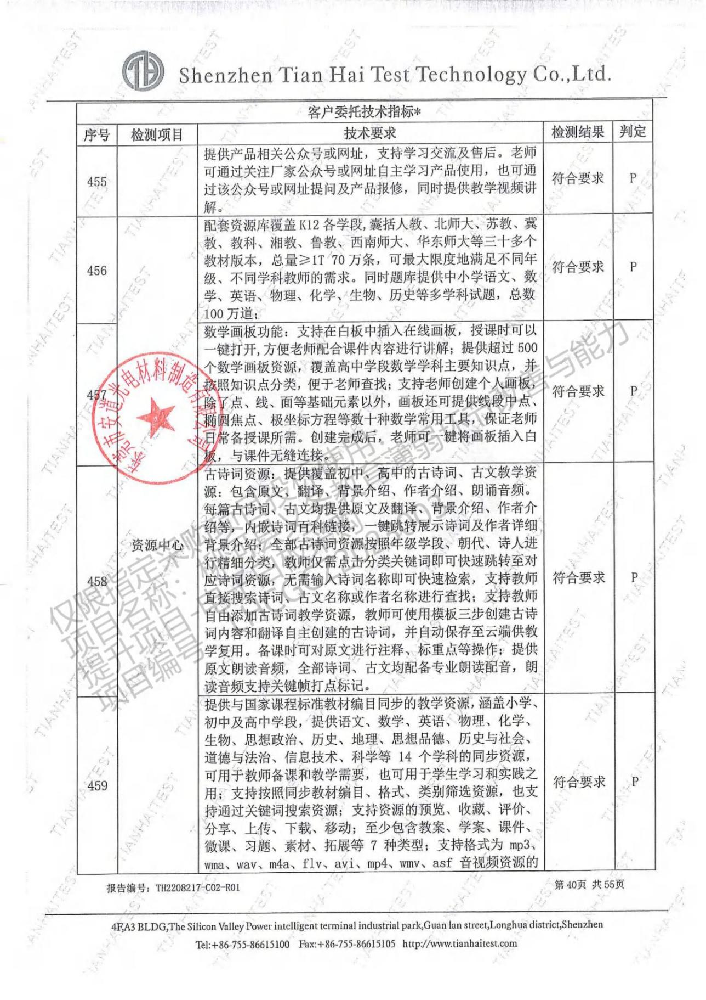 Shenzhen Tian Hai Test Technology Co.,Ltd.
客户委托技术指标*
序号 检测项目 技术要求 检测结果 判定
455
提供产品相关公众号或网址，支持学习交流及售后。老师
可通过关注厂家公众号或网址自主学习产品使用，也可通
过该公众号或网址提问及产品报修，同时提供教学视频讲
解。
符合要求 P
456
配套资源库覆盖K12各学段,囊括人教、北师大、苏教、冀
教、教科、湘教、鲁教、西南师大、华东师大等三十多个
教材版本，总量≥1T 70万条，可最大限度地满足不同年
级、不同学科教师的需求。同时题库提供中小学语文、数
学、英语、物理、化学、生物、历史等多学科试题，总数
100万道；
符合要求 P
457
数学画板功能：支持在白板中插入在线画板，授课时可以
一键打开,方便老师配合课件内容进行讲解；提供超过500
个数学画板资源，覆盖高中学段数学学科主要知识点，并
按照知识点分类，便于老师查找；支持老师创建个人画板，
除了点、线、面等基础元素以外，画板还可提供线段中点、
椭圆焦点、极坐标方程等数十种数学常用工具，保证老师
日常备授课所需。创建完成后，老师可一键将画板插入白
板，与课件无缝连接。
符合要求 P
资源中心
458
古诗词资源：提供覆盖初中、高中的古诗词、古文教学资
源：包含原文、翻译、背景介绍、作者介绍、朗诵音频。
每篇古诗词、古文均提供原文及翻译、背景介绍、作者介
绍等，内嵌诗词百科链接，一键跳转展示诗词及作者详细
背景介绍；全部古诗词资源按照年级学段、朝代、诗人进
行精细分类，教师仅需点击分类关键词即可快速跳转至对
应诗词资源，无需输入诗词名称即可快速检索，支持教师
直接搜索诗词、古文名称或作者名称进行查找；支持教师
自由添加古诗词教学资源，教师可使用模板三步创建古诗
词内容和翻译自主创建的古诗词，并自动保存至云端供教
学复用。备课时可对原文进行注释、标重点等操作；提供
原文朗读音频，全部诗词、古文均配备专业朗读配音，朗
读音频支持关键帧打点标记。
符合要求 P
459
提供与国家课程标准教材编目同步的教学资源，涵盖小学、
初中及高中学段，提供语文、数学、英语、物理、化学、
生物、思想政治、历史、地理、思想品德、历史与社会、
道德与法治、信息技术、科学等 14 个学科的同步资源，
可用于教师备课和教学需要，也可用于学生学习和实践之
用；支持按照同步教材编目、格式、类别筛选资源，也支
持通过关键词搜索资源；支持资源的预览、收藏、评价、
分享、上传、下载、移动；至少包含教案、学案、课件、
微课、习题、素材、拓展等 7 种类型；支持格式为 mp3、
wma、wav、m4a、flv、avi、mp4、wmv、asf 音视频资源的
符合要求 P
报告编号：TH2208217-C02-R01 第40页 共55页
4F,A3 BLDG,The Silicon Valley Power intelligent terminal industrial park,Guan lan street,Longhua district,Shenzhen
Tel:+86-755-86615100 Fax:+86-755-86615105 http://www.tianhaitest.com